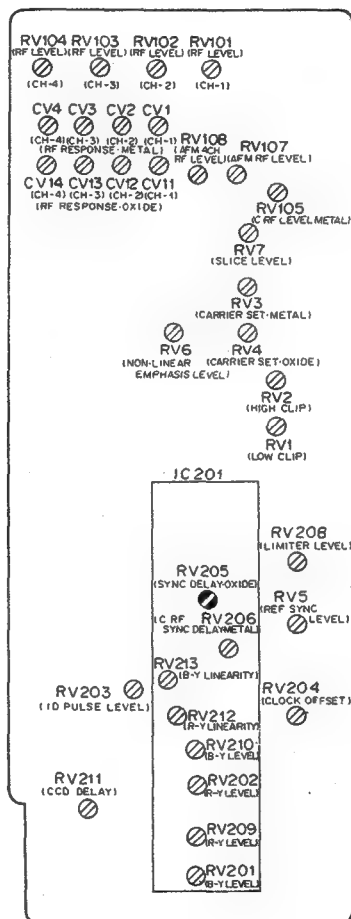 RV104 RV103 RV102 RV101
(RF LEVEL) (RF LEVEL) (RF LEVEL) (RF LEVEL)
(CH-4) (CH-3) (CH-2) (CH-1)
CV4 CV3 CV2 CV1
(CH-4) (CH-3) (CH-2) (CH-1)
(RF RESPONSE·METAL)
RV108
(AFM 4CH
RF LEVEL)
RV107
(AFM RF LEVEL)
CV14 CV13 CV12 CV11
(CH-4) (CH-3) (CH-2) (CH-1)
(RF RESPONSE·OXIDE)
RV105
(C RF LEVEL METAL)
RV7
(SLICE LEVEL)
RV3
(CARRIER SET·METAL)
RV6
(NON-LINEAR
EMPHASIS LEVEL)
RV4
(CARRIER SET·OXIDE)
RV2
(HIGH CLIP)
RV1
(LOW CLIP)
IC201
RV208
(LIMITER LEVEL)
RV205
(SYNC DELAY·OXIDE)
RV5
(REF SYNC
LEVEL)
(C RF RV206
SYNC DELAY·METAL)
RV213
(B-Y LINEARITY)
RV203
(ID PULSE LEVEL)
RV204
(CLOCK OFFSET)
RV212
(R-Y LINEARITY)
RV210
(B-Y LEVEL)
RV202
(R-Y LEVEL)
RV211
(CCD DELAY)
RV209
(R-Y LEVEL)
RV201
(B-Y LEVEL)